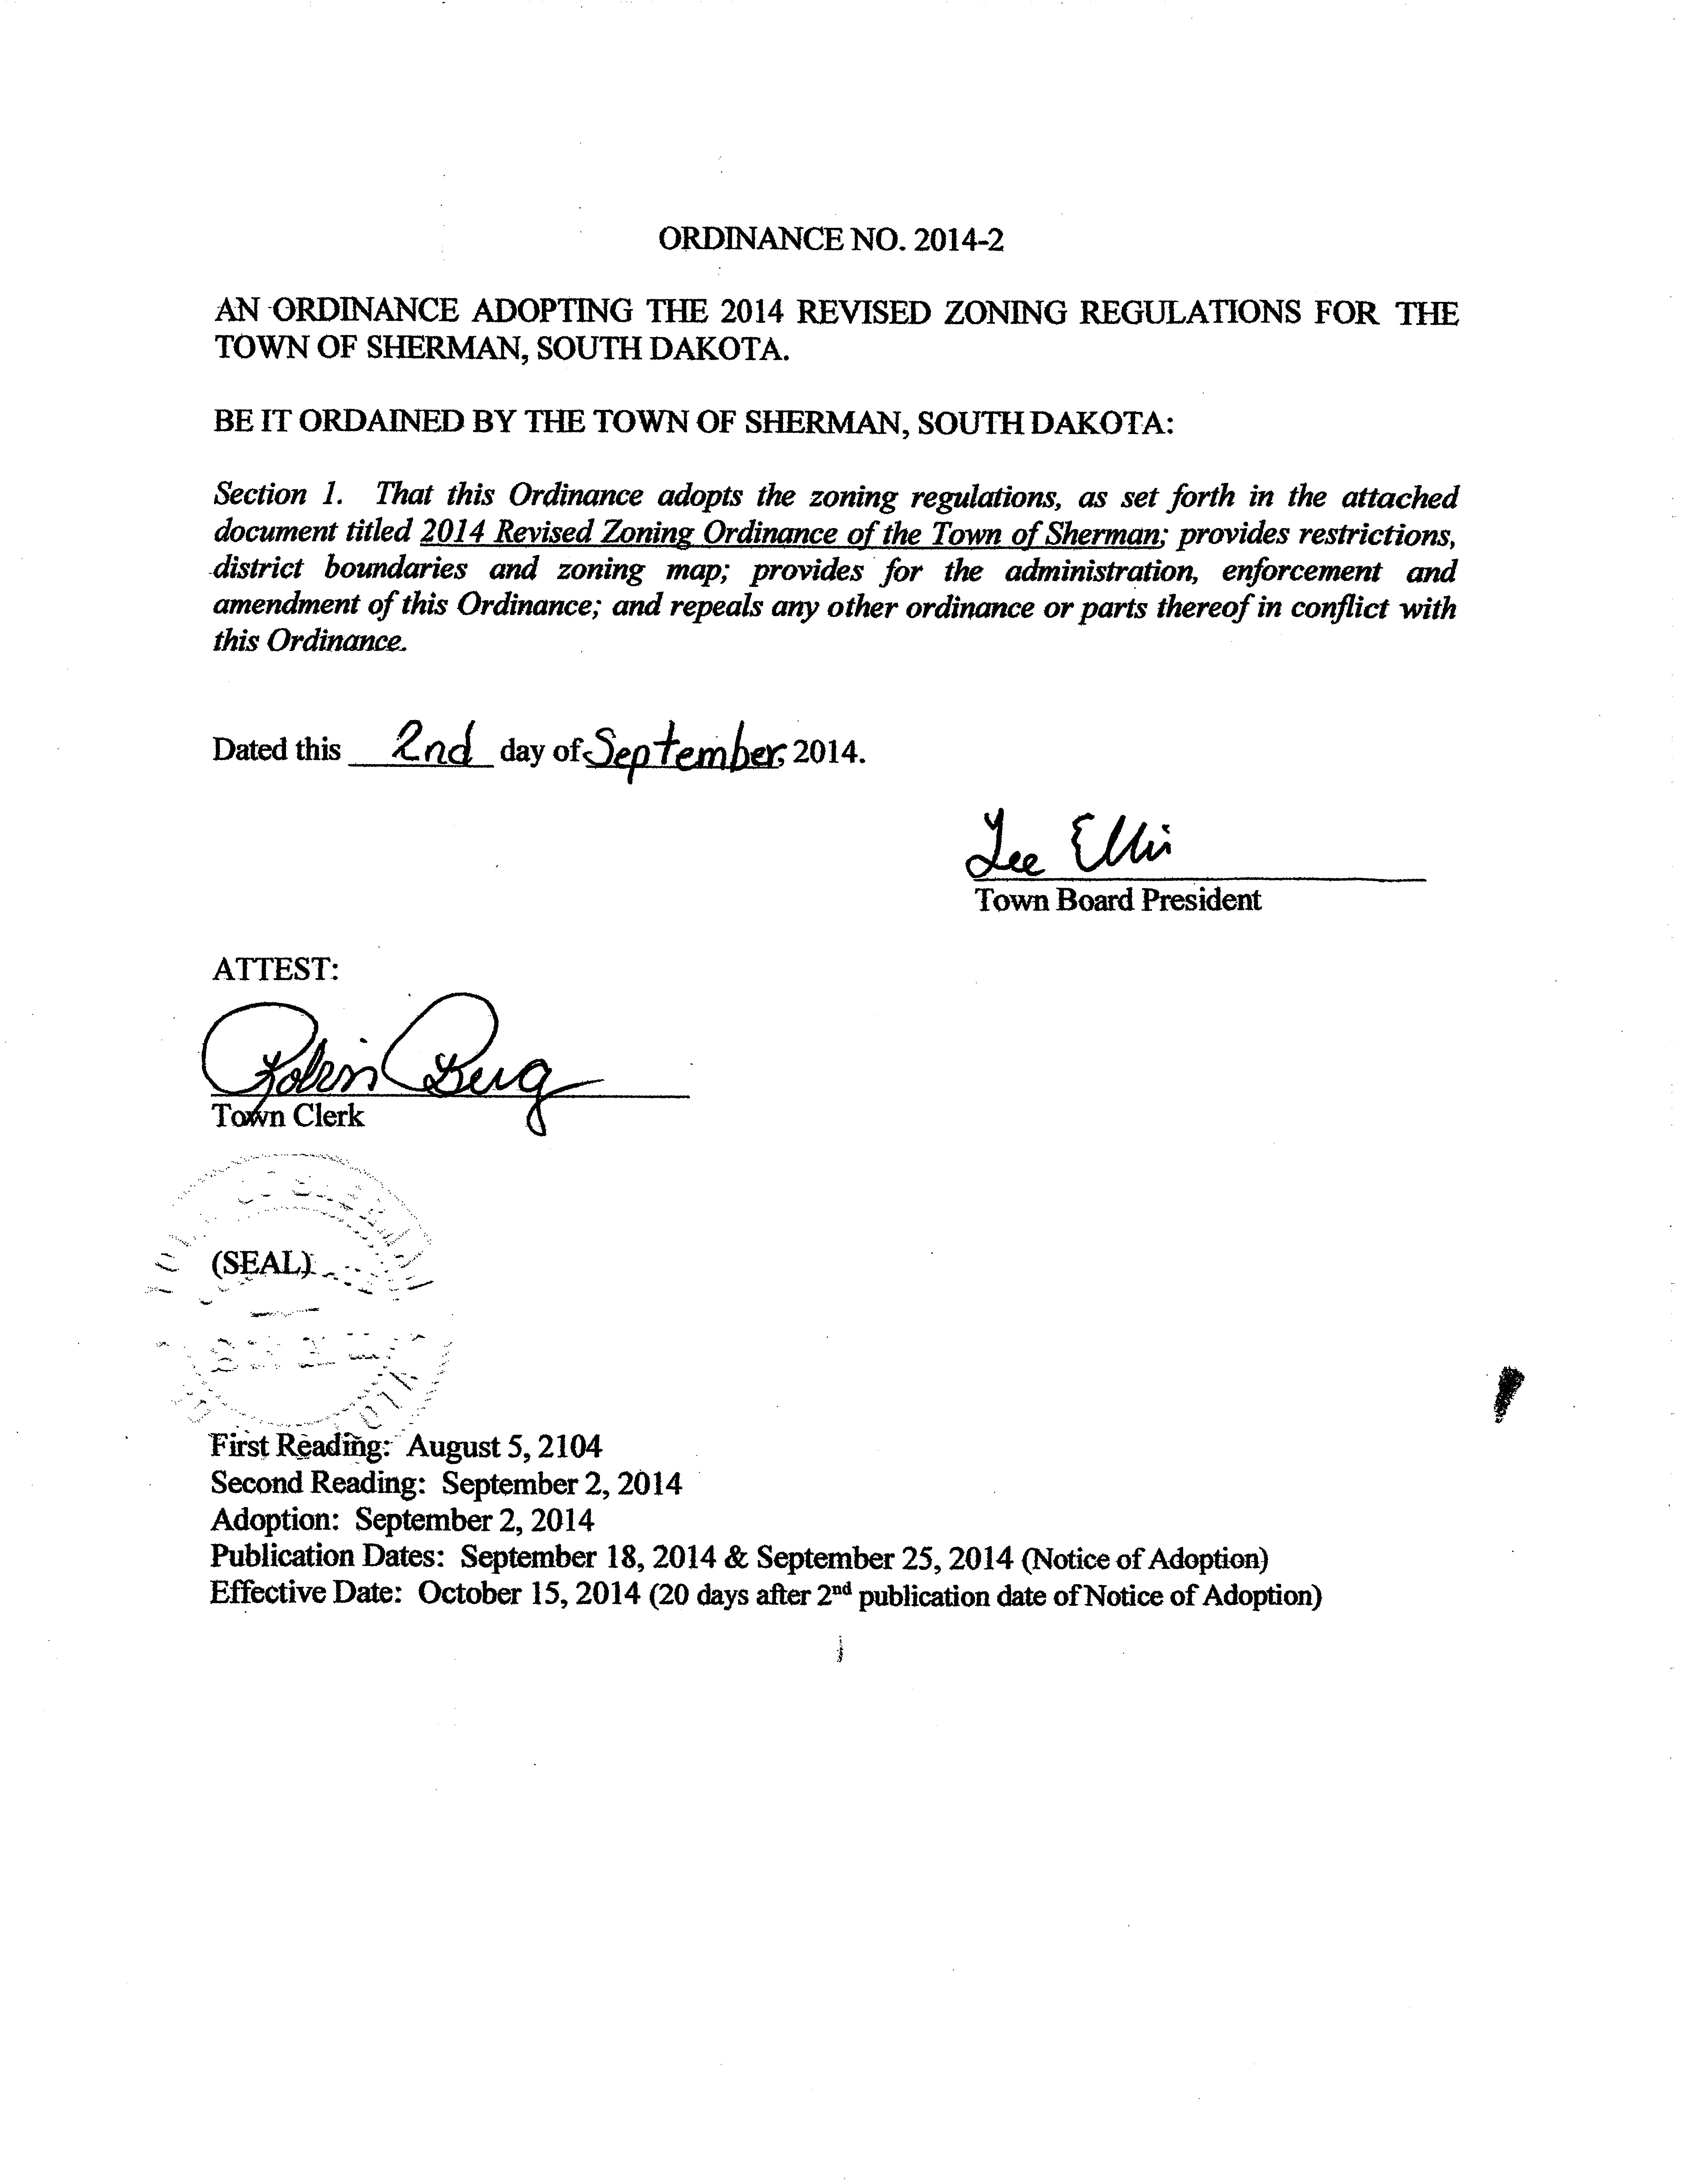 ORDINANCE NO. 2014-2
AN ORDINANCE ADOPTING THE 2014 REVISED ZONING REGULATIONS FOR THE
TOWN OF SHERMAN, SOUTH DAKOTA.
BE IT ORDAINED BY THE TOWN OF SHERMAN, SOUTH DAKOTA:
Section 1. That this Ordinance adopts the zoning regulations, as set forth in the attached
document titled 2014 Revised Zoning Ordinance of the Town of Sherman; provides restrictions,
district boundaries and zoning map; provides for the administration, enforcement and
amendment of this Ordinance; and repeals any other ordinance or parts thereof in conflict with
this Ordinance.
Dated this 2nd day of September, 2014.
Lee Ellis
Town Board President
ATTEST:
Robin Berg
Town Clerk
(SEAL)
First Reading: August 5, 2104
Second Reading: September 2, 2014
Adoption: September 2, 2014
Publication Dates: September 18, 2014 & September 25, 2014 (Notice of Adoption)
Effective Date: October 15, 2014 (20 days after 2nd publication date of Notice of Adoption)